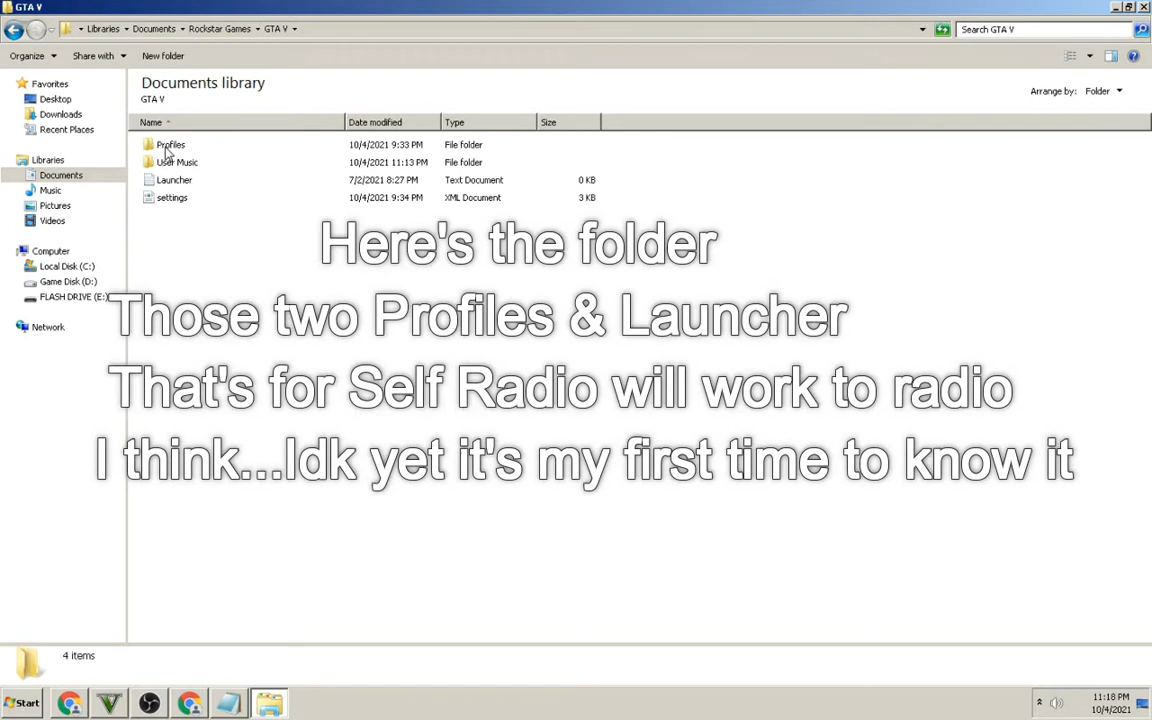 GTA V
Libraries ▸ Documents ▸ Rockstar Games ▸ GTA V ▸
Search GTA V
Organize Share with New folder
Favorites
Desktop
Downloads
Recent Places
Libraries
Documents
Music
Pictures
Videos
Computer
Local Disk (C:)
Game Disk (D:)
FLASH DRIVE (E:)
Network
Documents library
GTA V
Arrange by: Folder
Name Date modified Type Size
Profiles 10/4/2021 9:33 PM File folder
User Music 10/4/2021 11:13 PM File folder
Launcher 7/2/2021 8:27 PM Text Document 0 KB
settings 10/4/2021 9:34 PM XML Document 3 KB
Here's the folder
Those two Profiles & Launcher
That's for Self Radio will work to radio
I think...Idk yet it's my first time to know it
4 items
Start
11:18 PM
10/4/2021